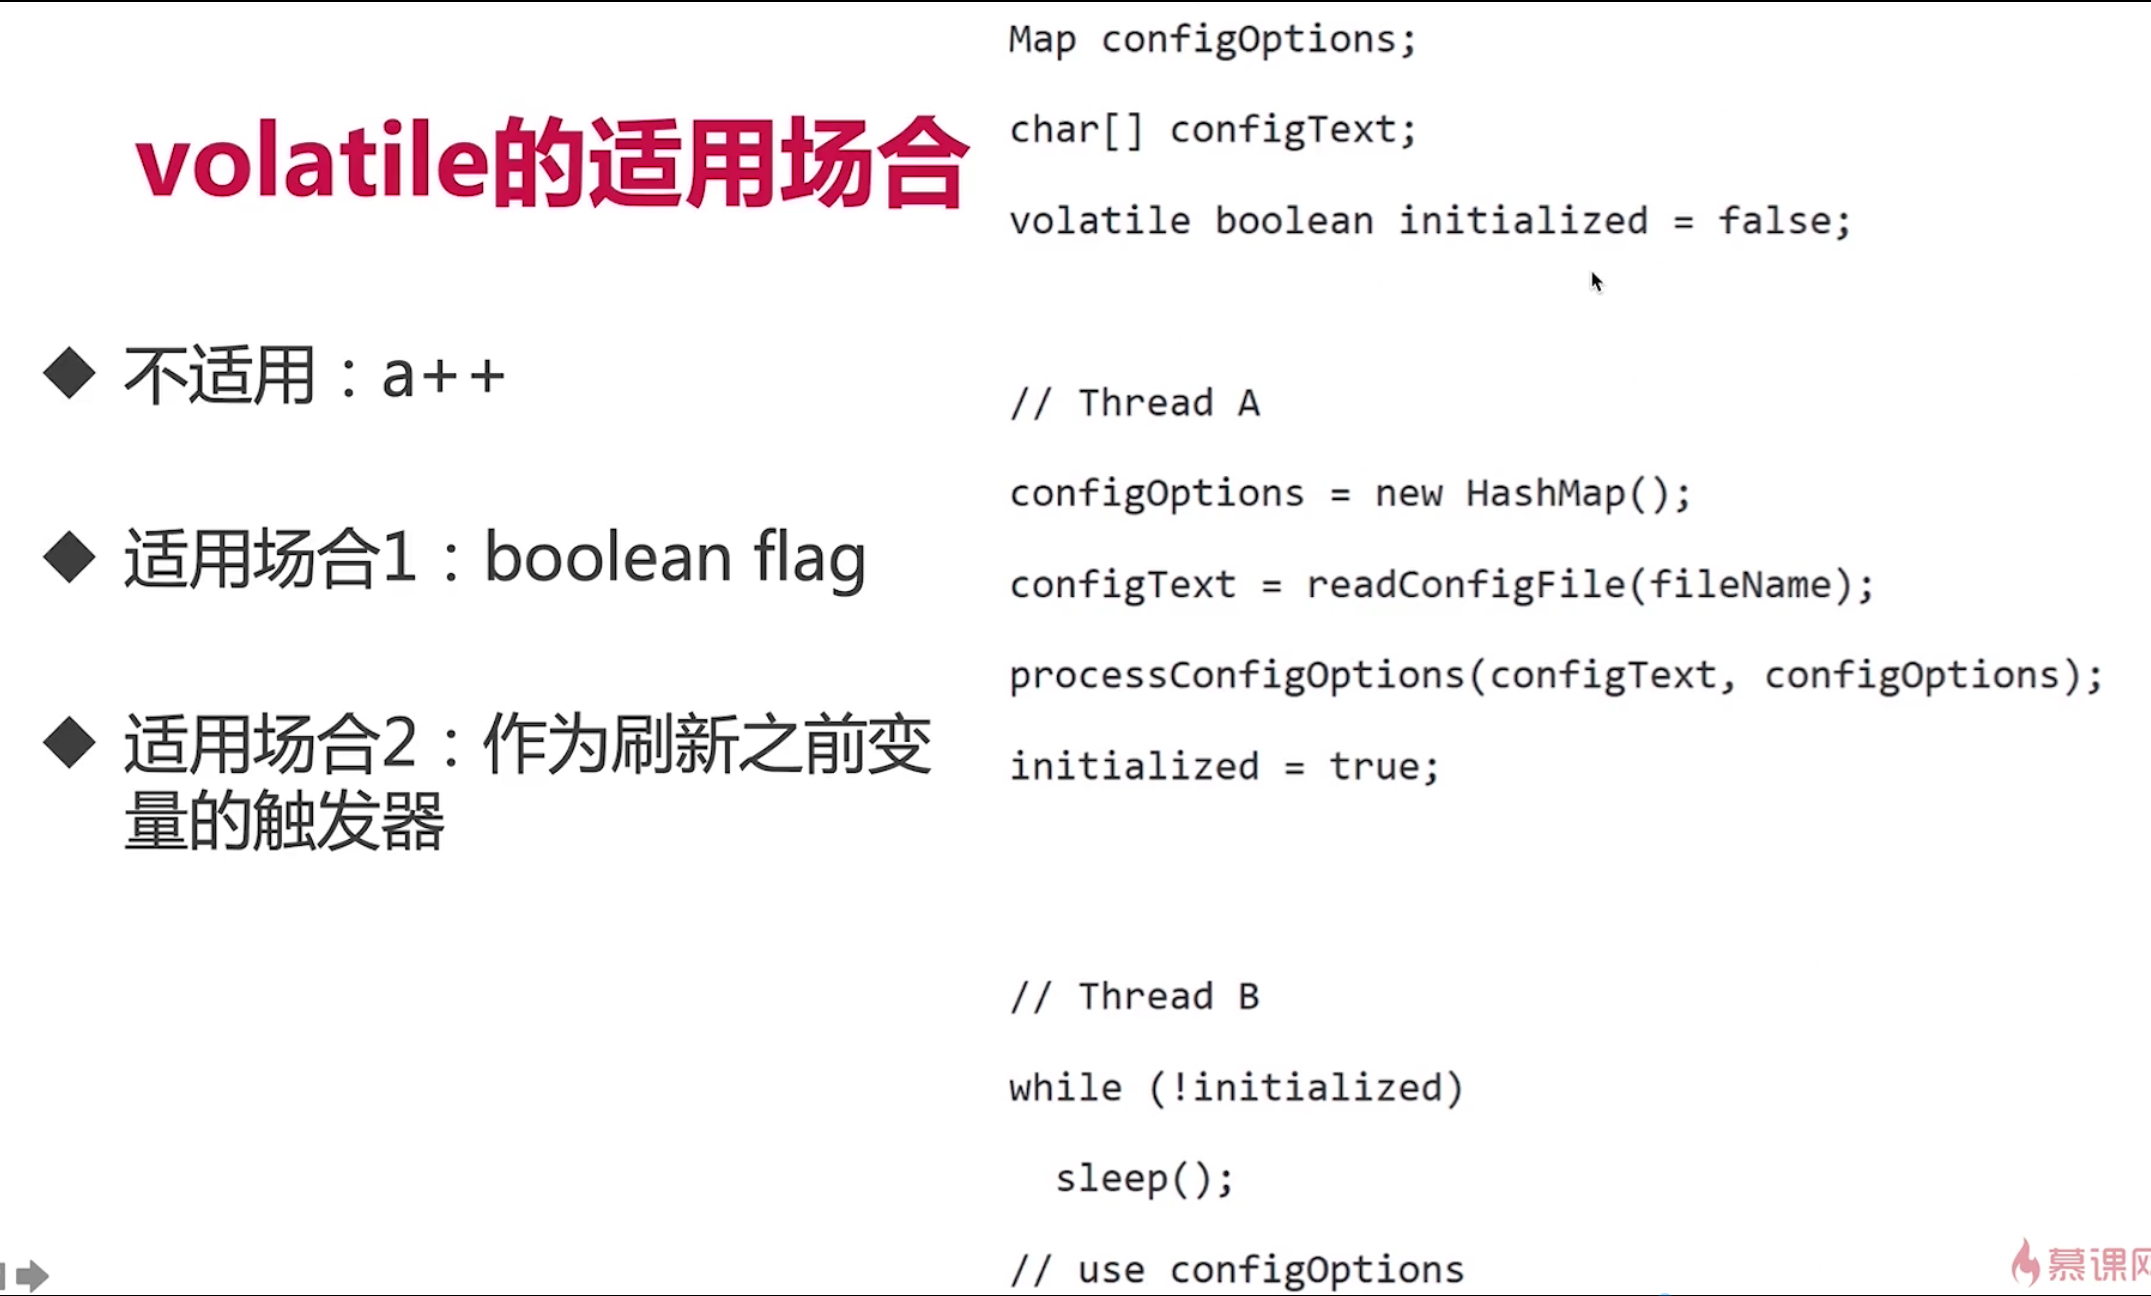 volatile的适用场合
◆ 不适用：a++
◆ 适用场合1：boolean flag
◆ 适用场合2：作为刷新之前变
量的触发器
Map configOptions;
char[] configText;
volatile boolean initialized = false;
// Thread A
configOptions = new HashMap();
configText = readConfigFile(fileName);
processConfigOptions(configText, configOptions);
initialized = true;
// Thread B
while (!initialized)
  sleep();
// use configOptions
慕课网